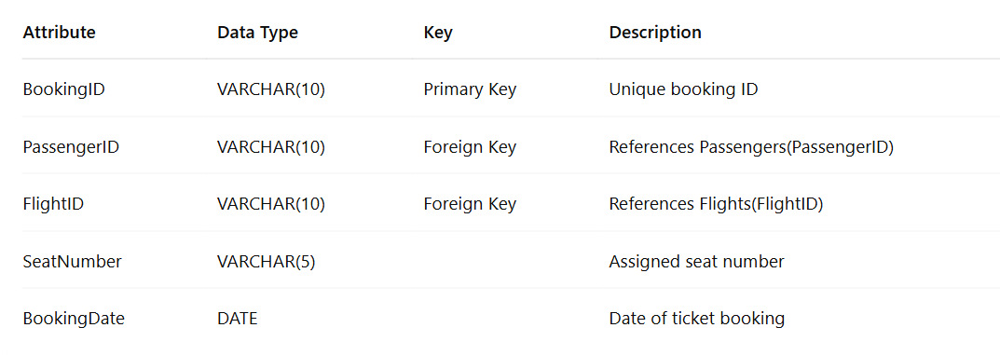 Attribute Data Type Key Description
BookingID VARCHAR(10) Primary Key Unique booking ID
PassengerID VARCHAR(10) Foreign Key References Passengers(PassengerID)
FlightID VARCHAR(10) Foreign Key References Flights(FlightID)
SeatNumber VARCHAR(5) Assigned seat number
BookingDate DATE Date of ticket booking